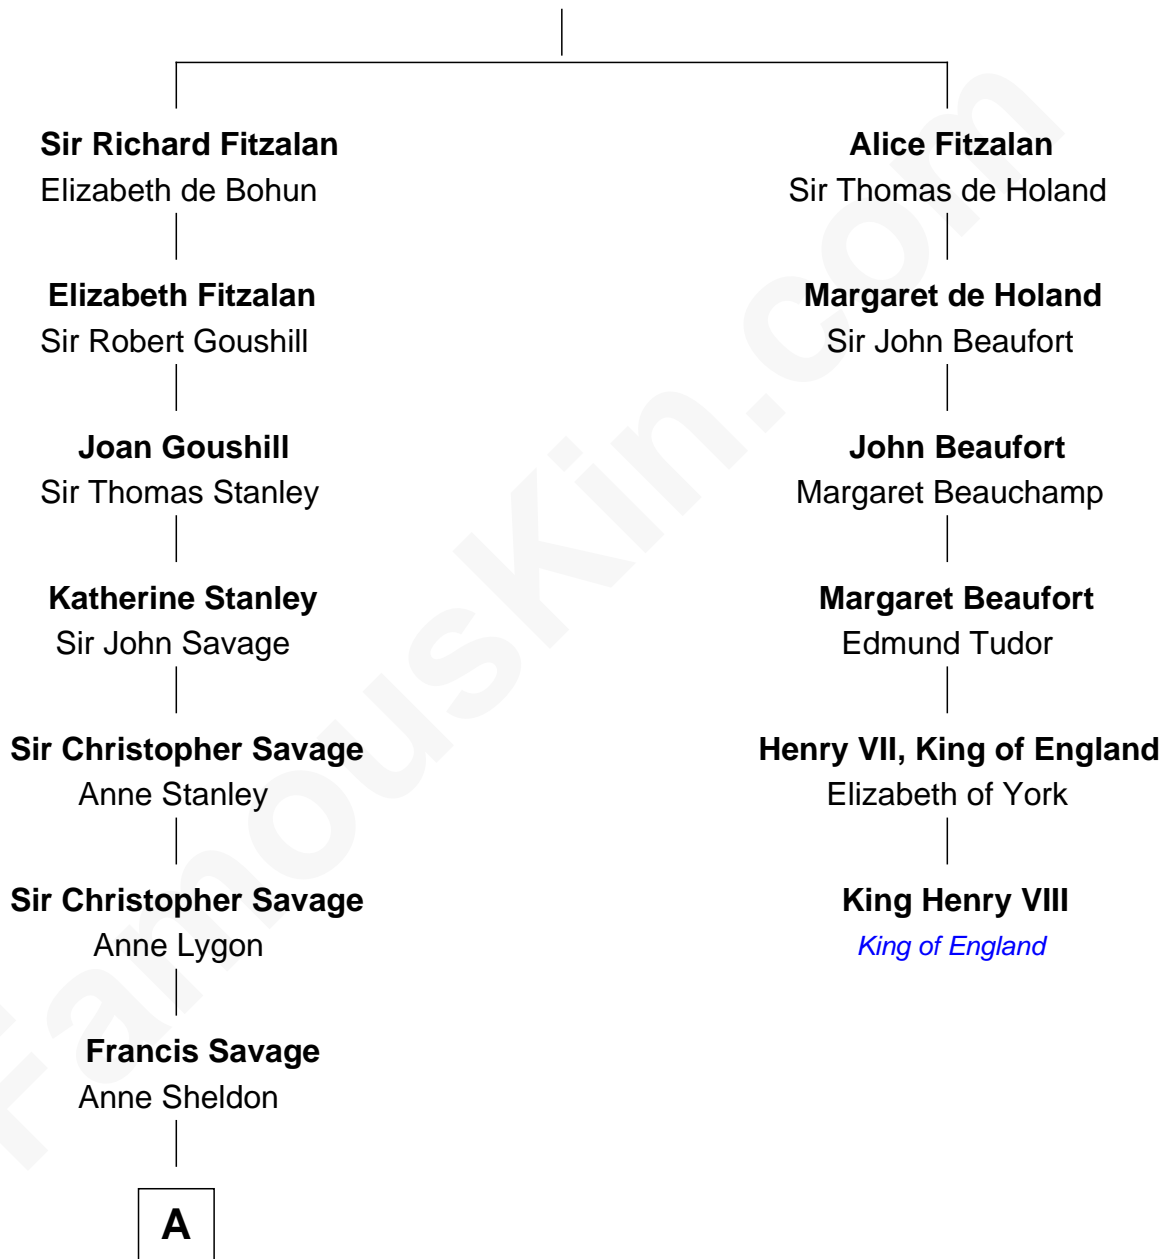 Sir Richard Fitzalan
Elizabeth de Bohun
Alice Fitzalan
Sir Thomas de Holand
Elizabeth Fitzalan
Sir Robert Goushill
Margaret de Holand
Sir John Beaufort
Joan Goushill
Sir Thomas Stanley
John Beaufort
Margaret Beauchamp
Katherine Stanley
Sir John Savage
Margaret Beaufort
Edmund Tudor
Sir Christopher Savage
Anne Stanley
Henry VII, King of England
Elizabeth of York
Sir Christopher Savage
Anne Lygon
King Henry VIII
King of England
Francis Savage
Anne Sheldon
A
FamousKin.com